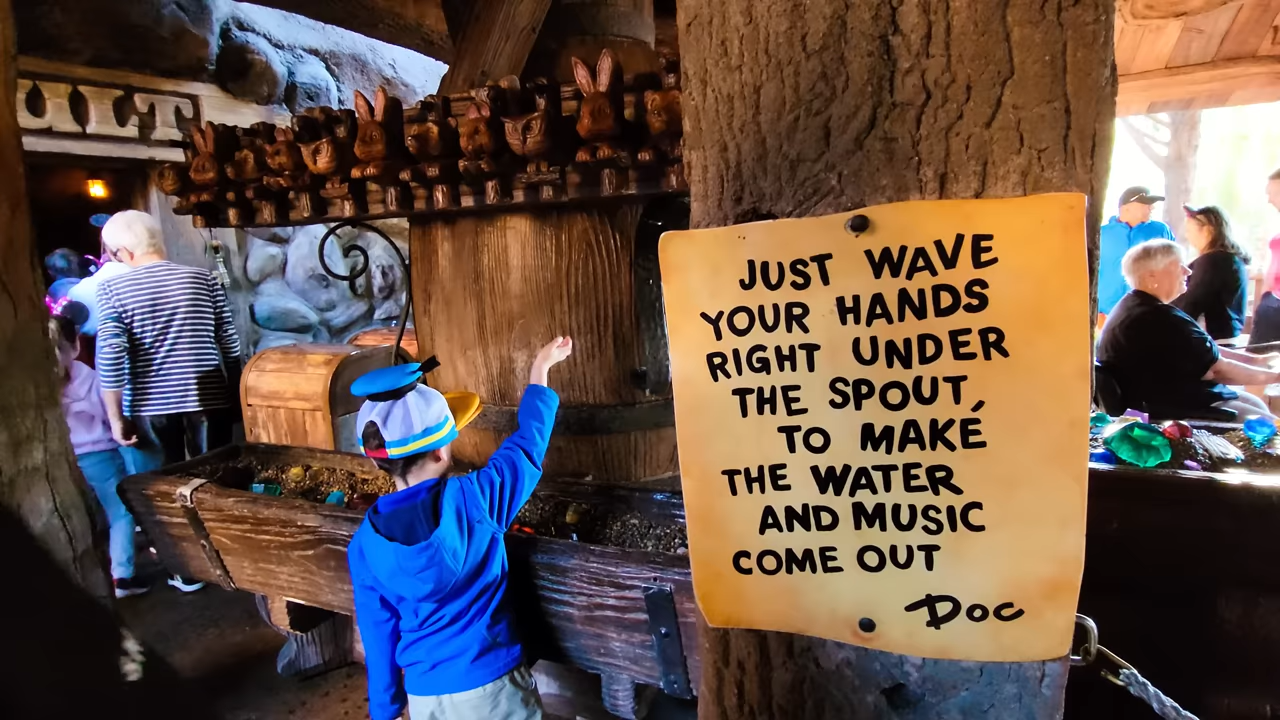 JUST WAVE
YOUR HANDS
RIGHT UNDER
THE SPOUT,
TO MAKE
THE WATER
AND MUSIC
COME OUT
Doc